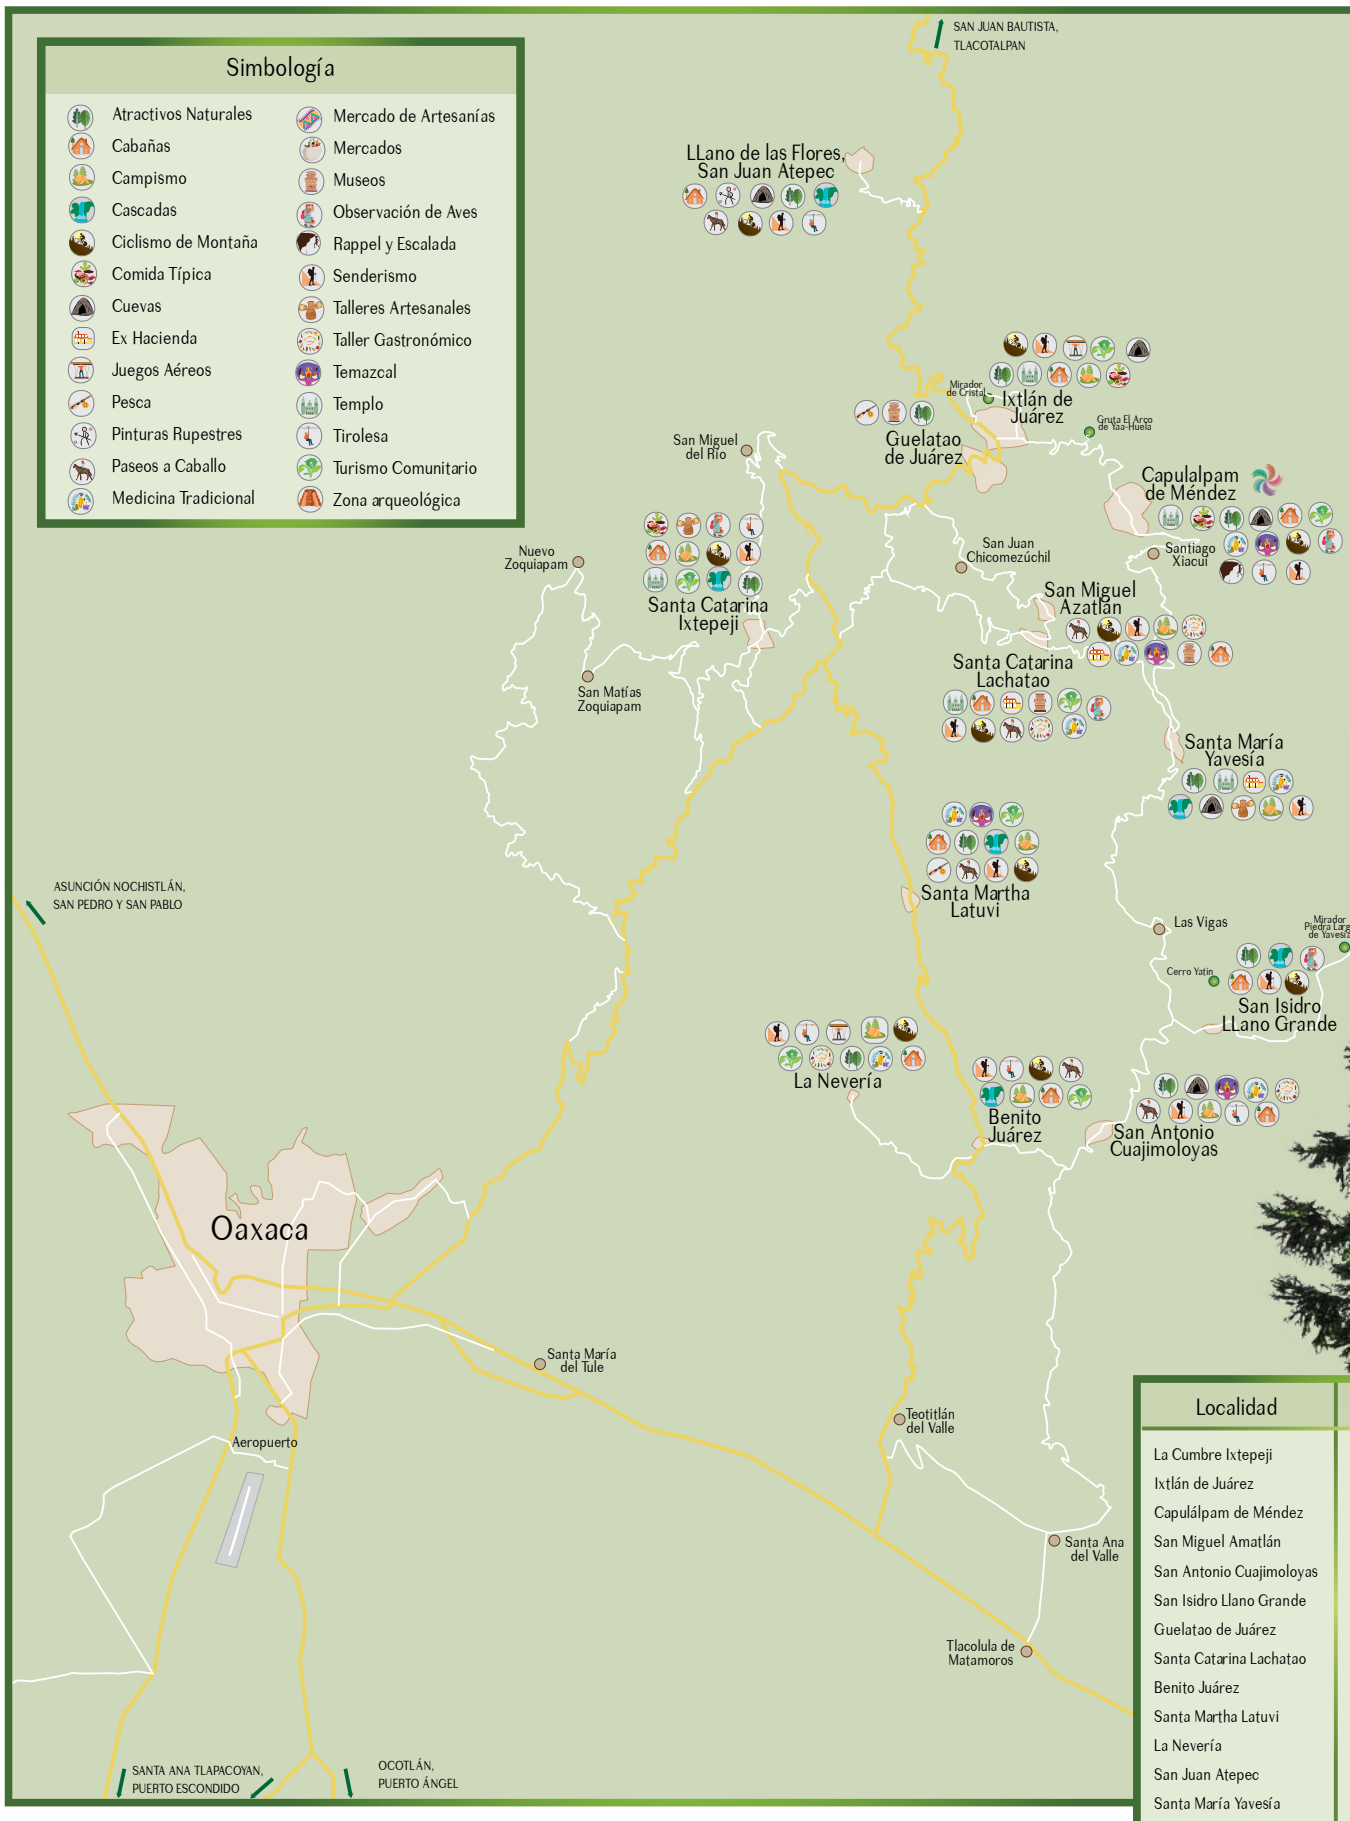 SAN JUAN BAUTISTA,
TLACOTALPAN
Simbología
Atractivos Naturales
Cabañas
Campismo
Cascadas
Ciclismo de Montaña
Comida Típica
Cuevas
Ex Hacienda
Juegos Aéreos
Pesca
Pinturas Rupestres
Paseos a Caballo
Medicina Tradicional
Mercado de Artesanías
Mercados
Museos
Observación de Aves
Rappel y Escalada
Senderismo
Talleres Artesanales
Taller Gastronómico
Temazcal
Templo
Tirolesa
Turismo Comunitario
Zona arqueológica
LLano de las Flores,
San Juan Atepec
Mirador
de Cristal
Ixtlán de
Juárez
Gruta El Arco
de Yaa-Huela
Guelatao
de Juárez
San Miguel
del Río
Capulalpam
de Méndez
Nuevo
Zoquiapam
San Juan
Chicomezúchil
Santiago
Xiacuí
San Miguel
Azatlán
Santa Catarina
Ixtepeji
Santa Catarina
Lachatao
San Matías
Zoquiapam
Santa María
Yavesía
ASUNCIÓN NOCHISTLÁN,
SAN PEDRO Y SAN PABLO
Santa Martha
Latuvi
Las Vigas
Mirador
Piedra Larg
de Yavesía
Cerro Yatin
San Isidro
LLano Grande
La Nevería
Benito
Juárez
San Antonio
Cuajimoloyas
Oaxaca
Santa María
del Tule
Teotitlán
del Valle
Aeropuerto
Santa Ana
del Valle
Tlacolula de
Matamoros
SANTA ANA TLAPACOYAN,
PUERTO ESCONDIDO
OCOTLÁN,
PUERTO ÁNGEL
Localidad
La Cumbre Ixtepeji
Ixtlán de Juárez
Capulálpam de Méndez
San Miguel Amatlán
San Antonio Cuajimoloyas
San Isidro Llano Grande
Guelatao de Juárez
Santa Catarina Lachatao
Benito Juárez
Santa Martha Latuvi
La Nevería
San Juan Atepec
Santa María Yavesía